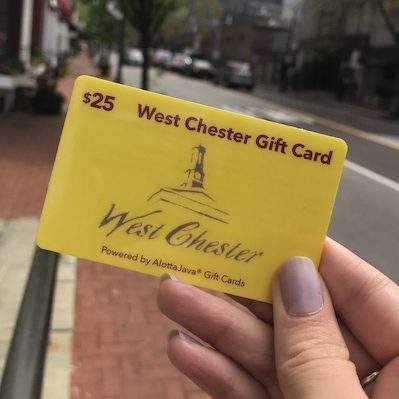 $25 West Chester Gift Card
West Chester
Powered by AlottaJava® Gift Cards